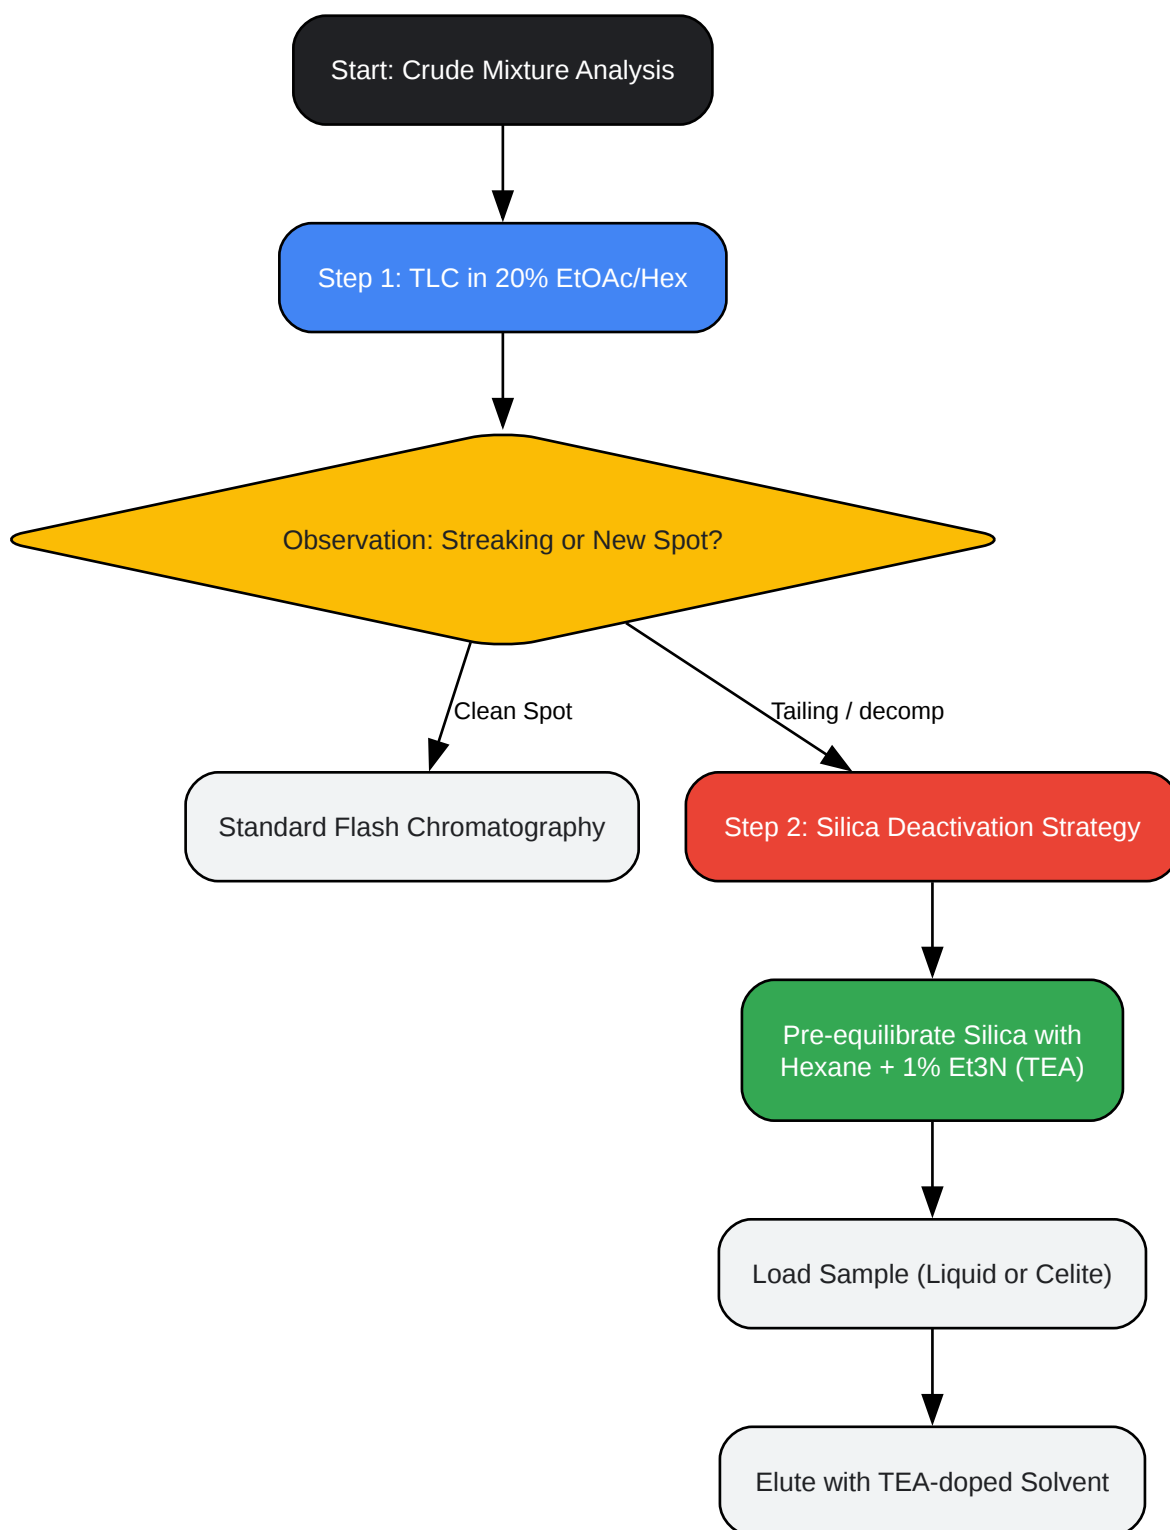 Start: Crude Mixture Analysis
Step 1: TLC in 20% EtOAc/Hex
Observation: Streaking or New Spot?
Clean Spot
Tailing / decomp
Standard Flash Chromatography
Step 2: Silica Deactivation Strategy
Pre-equilibrate Silica with
Hexane + 1% Et3N (TEA)
Load Sample (Liquid or Celite)
Elute with TEA-doped Solvent